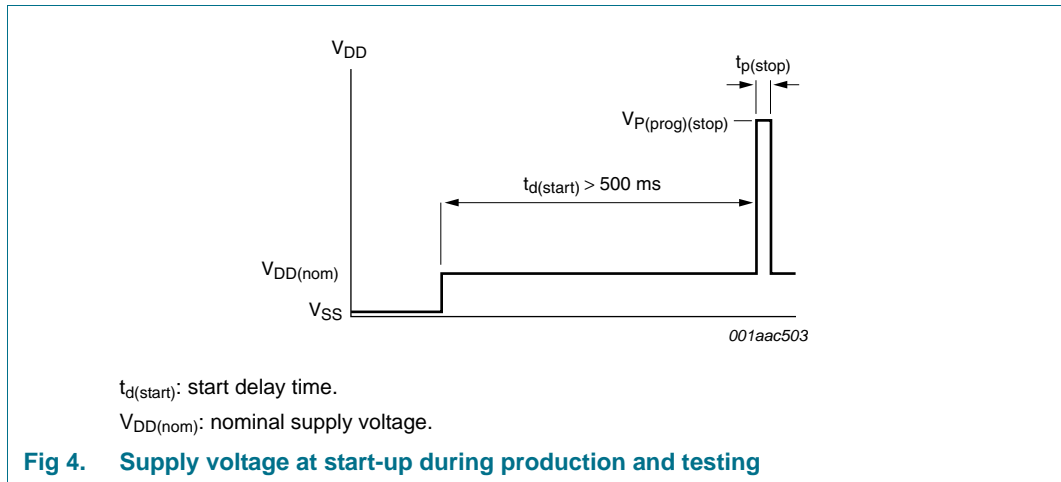 VDD
tp(stop)
VP(prog)(stop)
td(start) > 500 ms
VDD(nom)
VSS
001aac503
td(start): start delay time.
VDD(nom): nominal supply voltage.
Fig 4. Supply voltage at start-up during production and testing